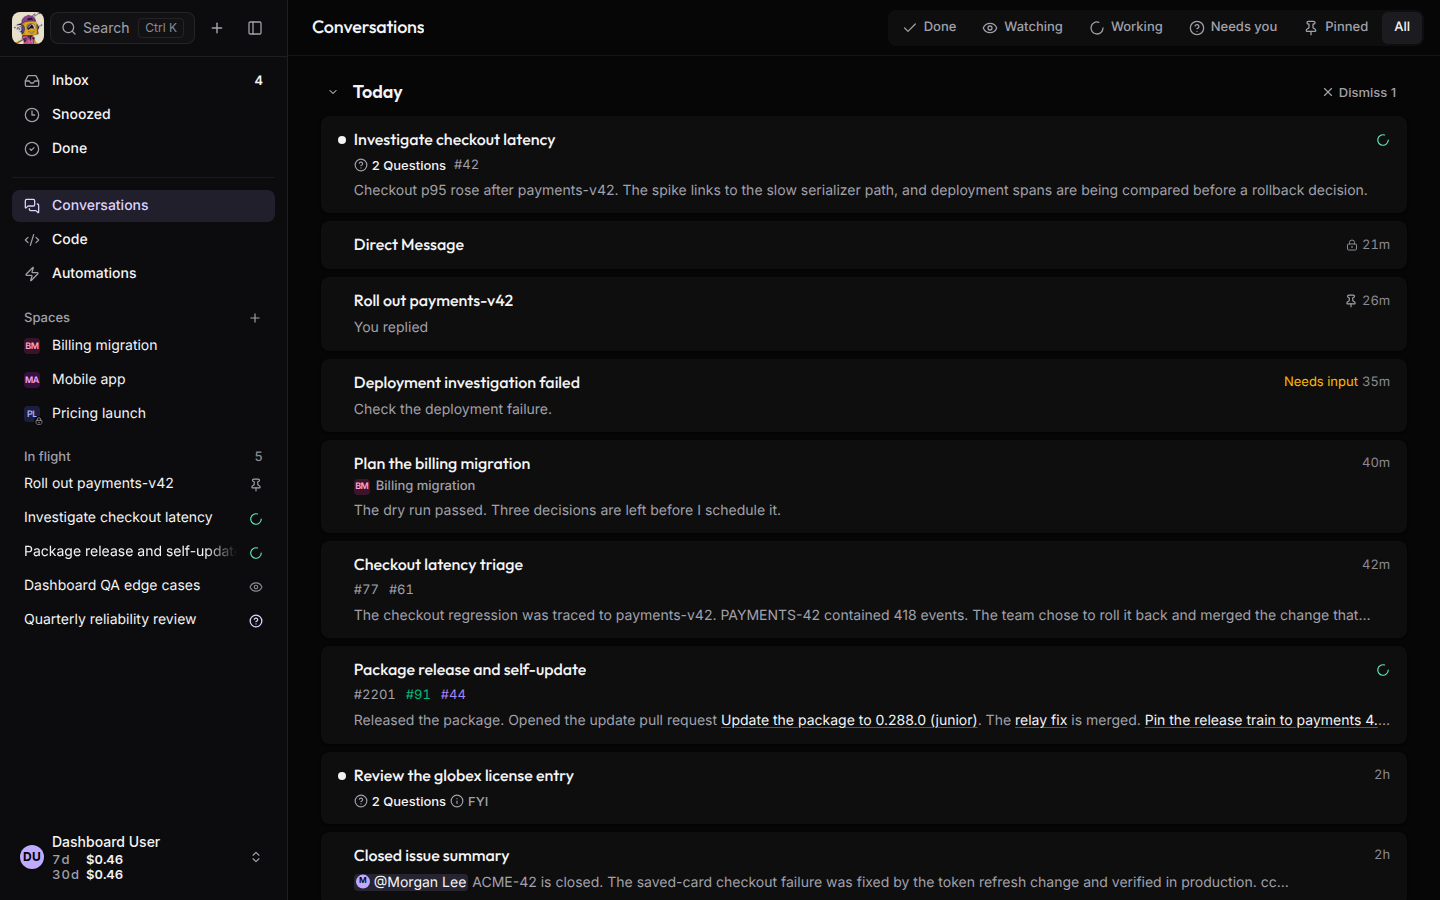 Search Ctrl K
Inbox 4
Snoozed
Done
Conversations
Code
Automations
Spaces
BM Billing migration
MA Mobile app
PL Pricing launch
In flight 5
Roll out payments-v42
Investigate checkout latency
Package release and self-updat
Dashboard QA edge cases
Quarterly reliability review
DU Dashboard User
7d $0.46
30d $0.46
Conversations
Done Watching Working Needs you Pinned All
Today Dismiss 1
Investigate checkout latency
2 Questions #42
Checkout p95 rose after payments-v42. The spike links to the slow serializer path, and deployment spans are being compared before a rollback decision.
Direct Message 21m
Roll out payments-v42 26m
You replied
Deployment investigation failed Needs input 35m
Check the deployment failure.
Plan the billing migration 40m
BM Billing migration
The dry run passed. Three decisions are left before I schedule it.
Checkout latency triage 42m
#77 #61
The checkout regression was traced to payments-v42. PAYMENTS-42 contained 418 events. The team chose to roll it back and merged the change that...
Package release and self-update
#2201 #91 #44
Released the package. Opened the update pull request Update the package to 0.288.0 (junior). The relay fix is merged. Pin the release train to payments 4....
Review the globex license entry 2h
2 Questions FYI
Closed issue summary 2h
M @Morgan Lee ACME-42 is closed. The saved-card checkout failure was fixed by the token refresh change and verified in production. cc...